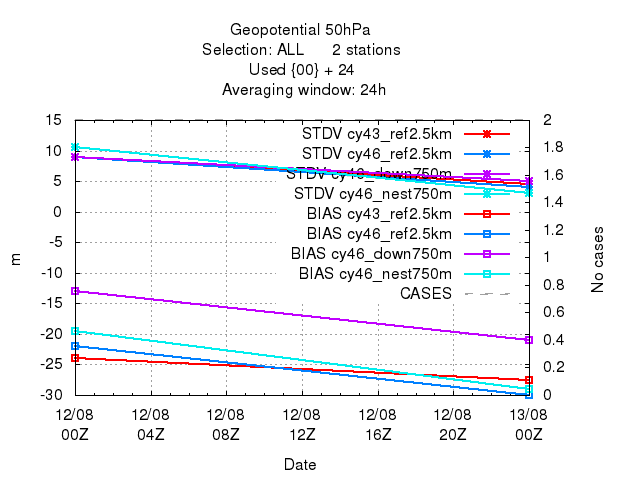 Geopotential 50hPa
Selection: ALL 2 stations
Used {00} + 24
Averaging window: 24h
15
10
5
0
-5
-10
-15
-20
-25
-30
m
2
1.8
1.6
1.4
1.2
1
0.8
0.6
0.4
0.2
0
No cases
STDV cy43_ref2.5km
STDV cy46_ref2.5km
STDV cy46_down750m
STDV cy46_nest750m
BIAS cy43_ref2.5km
BIAS cy46_ref2.5km
BIAS cy46_down750m
BIAS cy46_nest750m
CASES
12/08 12/08 12/08 12/08 12/08 12/08 13/08
00Z 04Z 08Z 12Z 16Z 20Z 00Z
Date